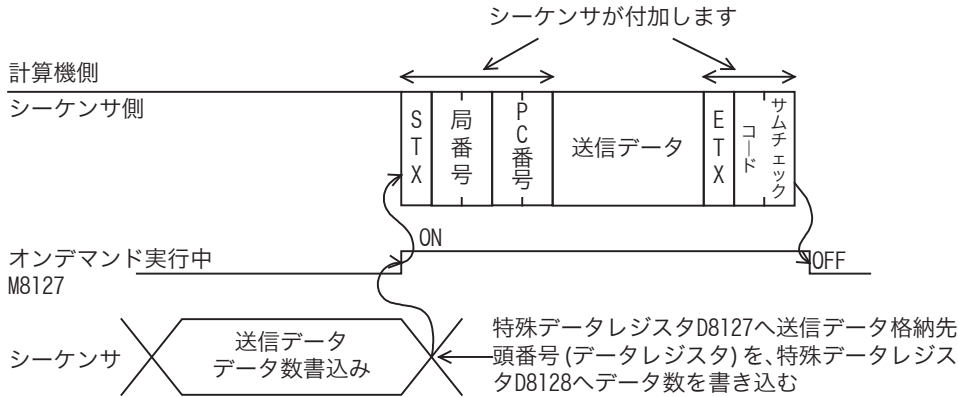 シーケンサが付加します
計算機側
シーケンサ側
STX
局番号
PC番号
送信データ
ETX
サムチェック
コード
ON
オンデマンド実行中
M8127
OFF
シーケンサ
送信データ
データ数書込み
特殊データレジスタD8127へ送信データ格納先
頭番号(データレジスタ)を、特殊データレジス
タD8128へデータ数を書き込む